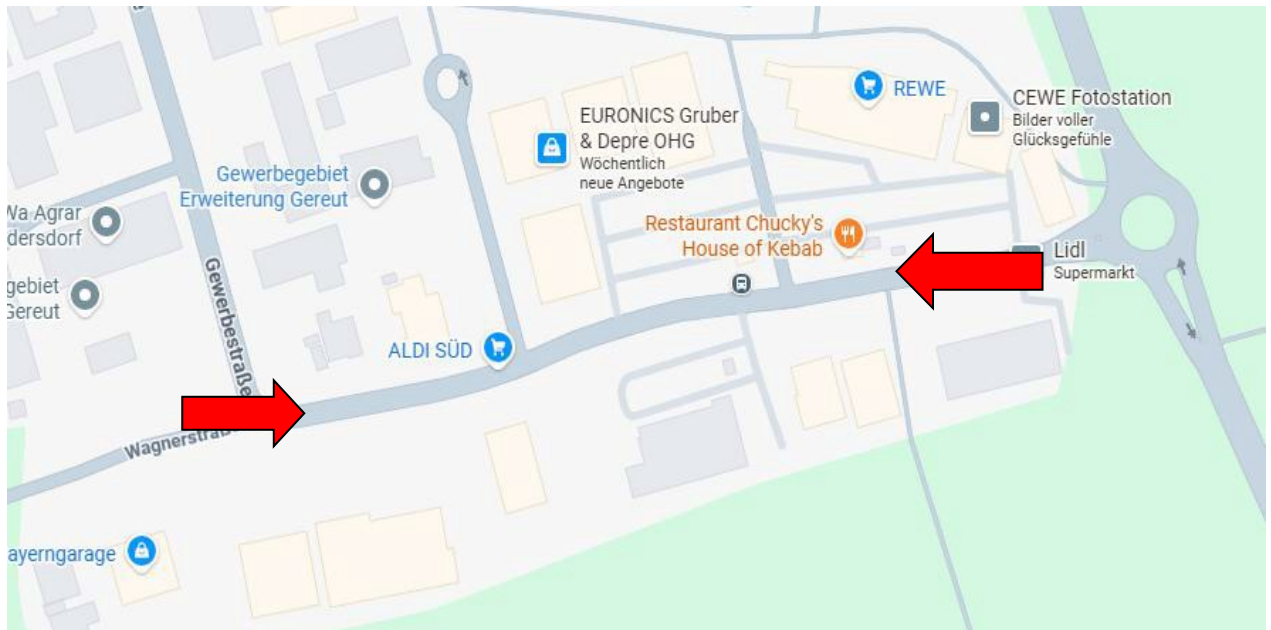 REWE
CEWE Fotostation
Bilder voller
Glücksgefühle
EURONICS Gruber
& Depre OHG
Wöchentlich
neue Angebote
Gewerbegebiet
Erweiterung Gereut
Wa Agrar
dersdorf
gebiet
Gereut
Restaurant Chucky's
House of Kebab
Lidl
Supermarkt
Gewerbestraße
ALDI SÜD
Wagnerstraße
ayerngarage